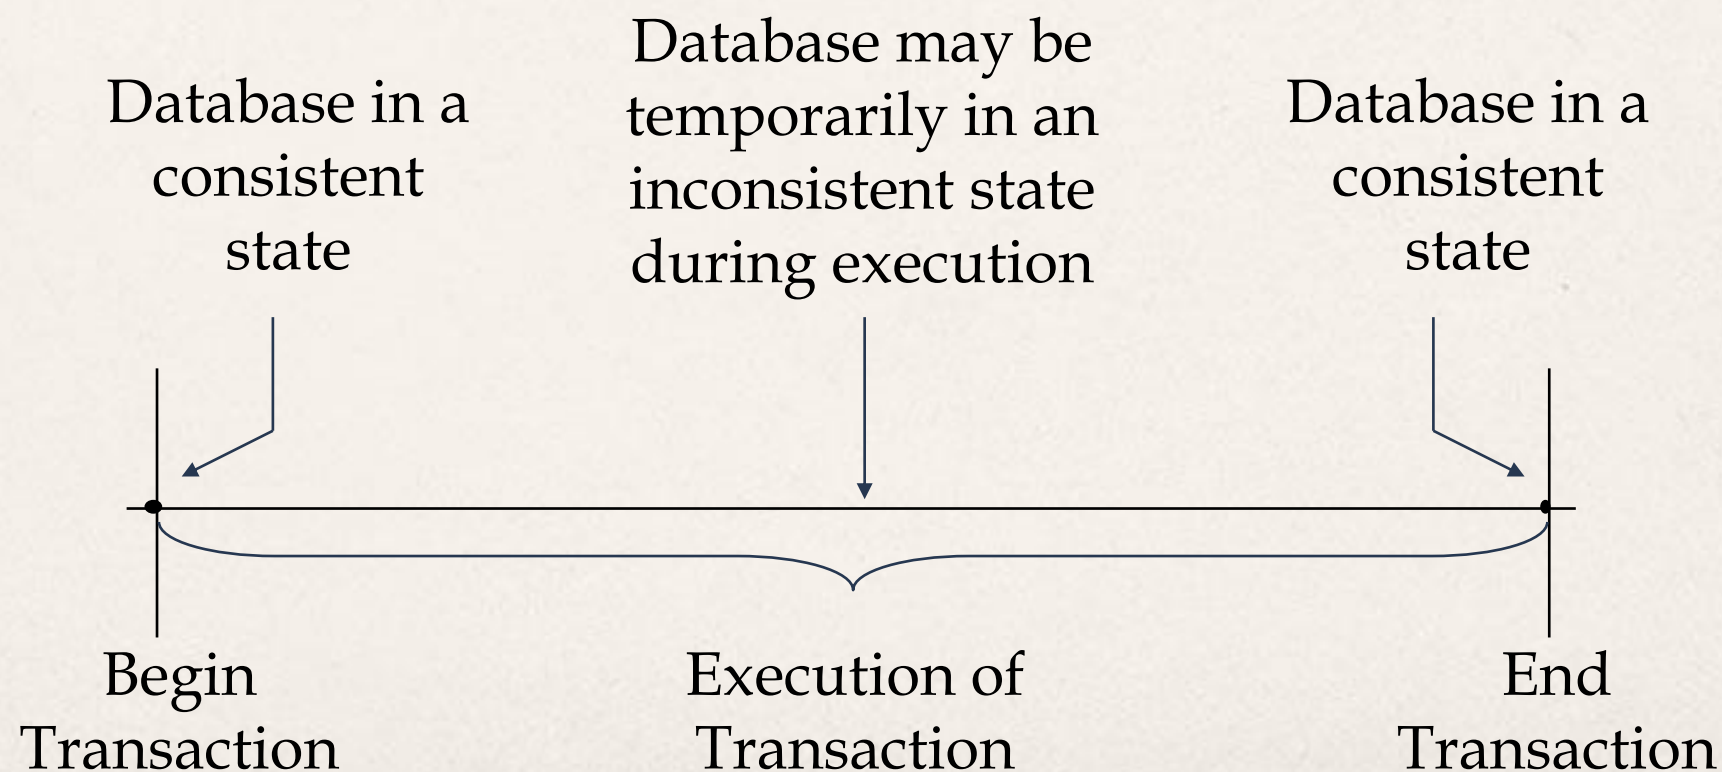 Database in a
consistent
state
Database may be
temporarily in an
inconsistent state
during execution
Database in a
consistent
state
Begin
Transaction
Execution of
Transaction
End
Transaction